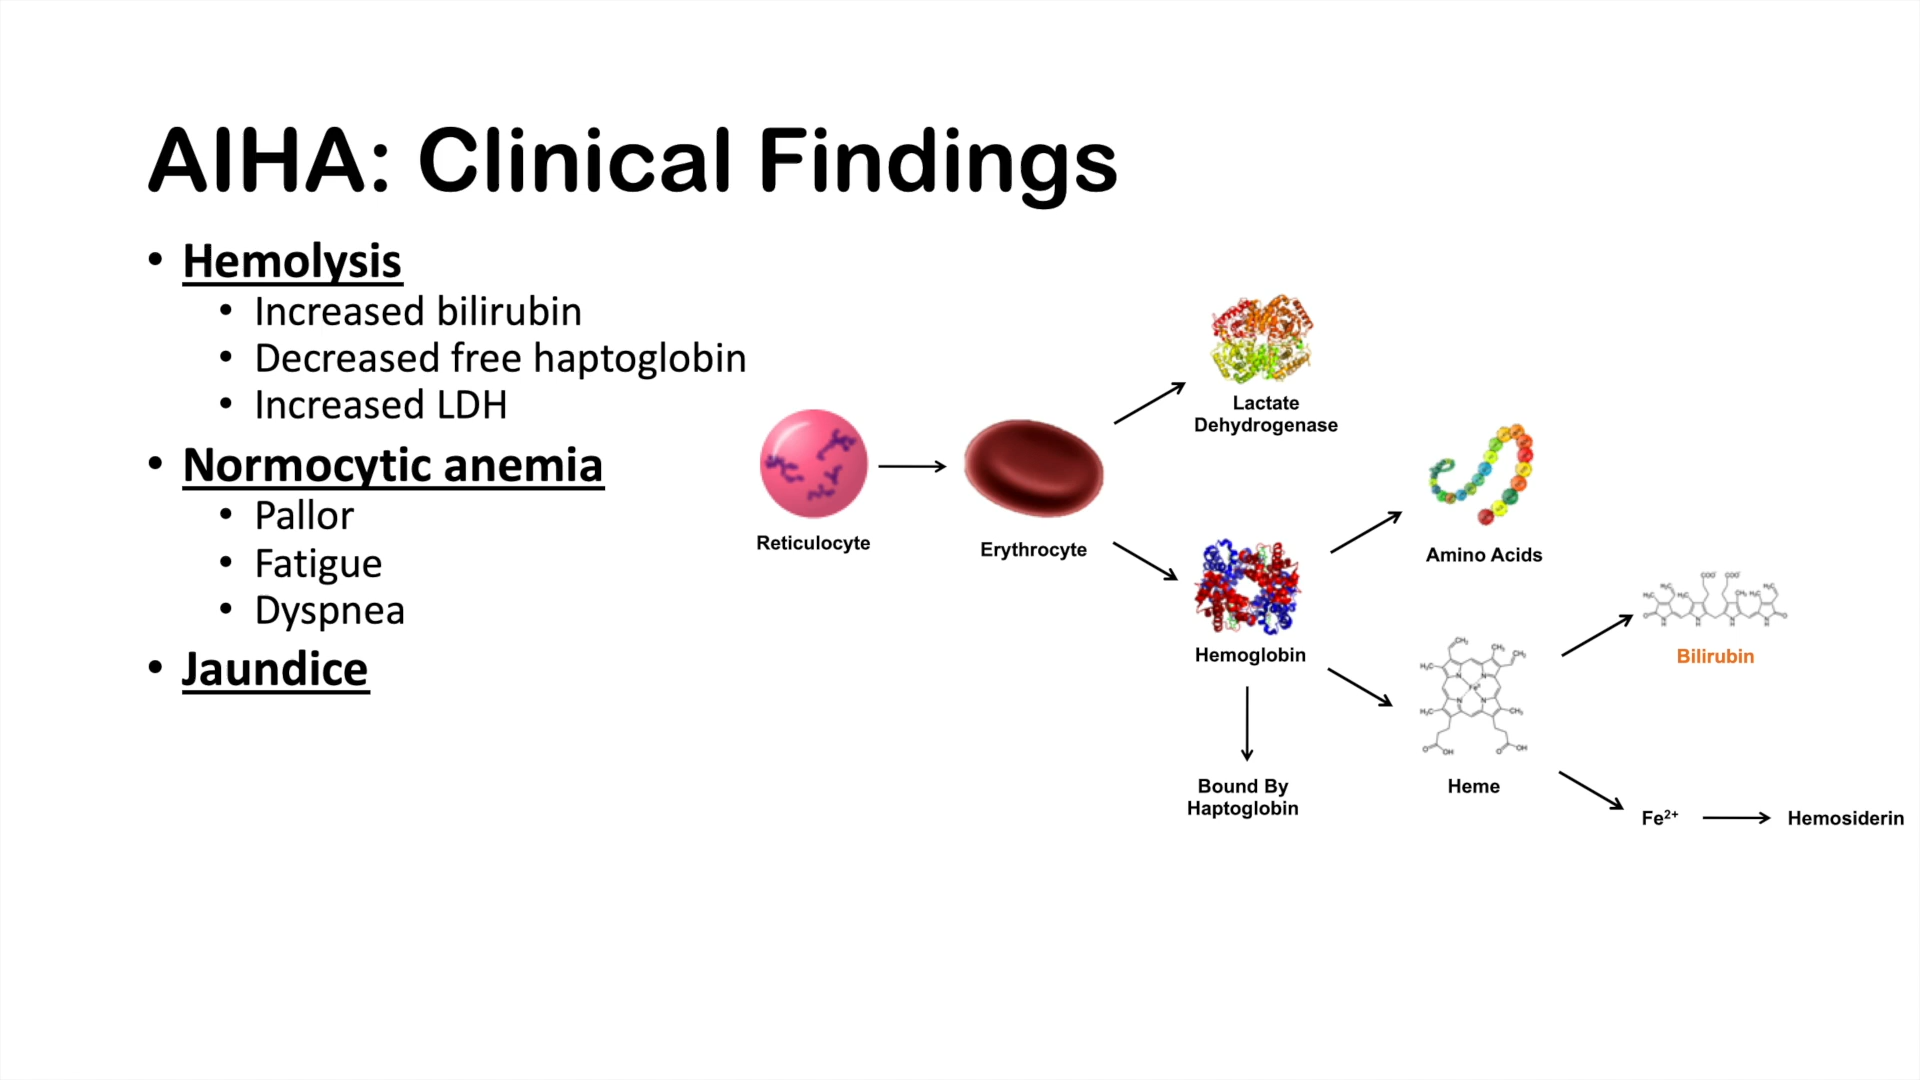 AIHA: Clinical Findings
• Hemolysis
• Increased bilirubin
• Decreased free haptoglobin
• Increased LDH
• Normocytic anemia
• Pallor
• Fatigue
• Dyspnea
• Jaundice
Reticulocyte
Erythrocyte
Lactate
Dehydrogenase
Hemoglobin
Amino Acids
Bound By
Haptoglobin
Heme
Bilirubin
Fe²⁺
Hemosiderin